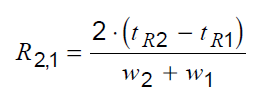 R2,1 = 2·(tR2 − tR1) / w2 + w1